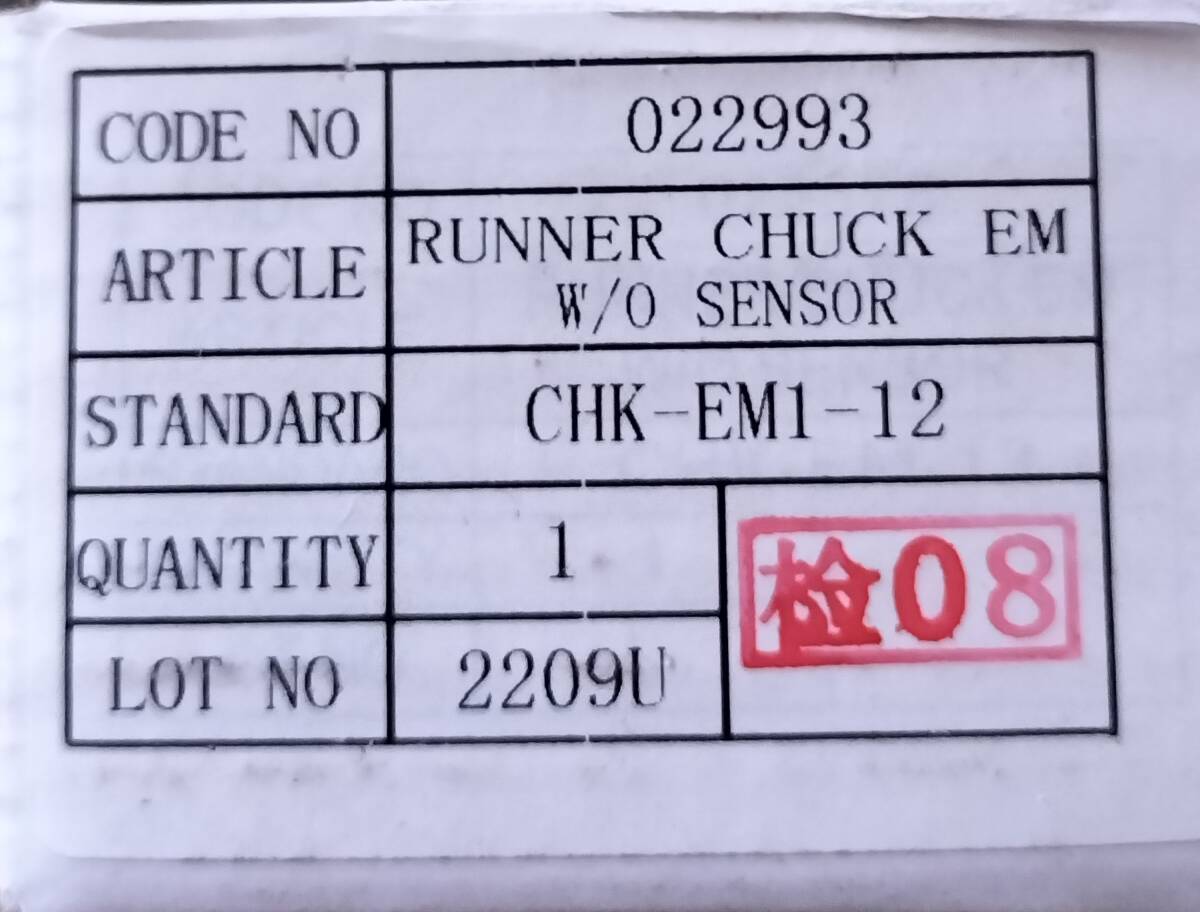 CODE NO 022993
ARTICLE RUNNER CHUCK EM
W/O SENSOR
STANDARD CHK-EM1-12
QUANTITY 1
检08
LOT NO 2209U